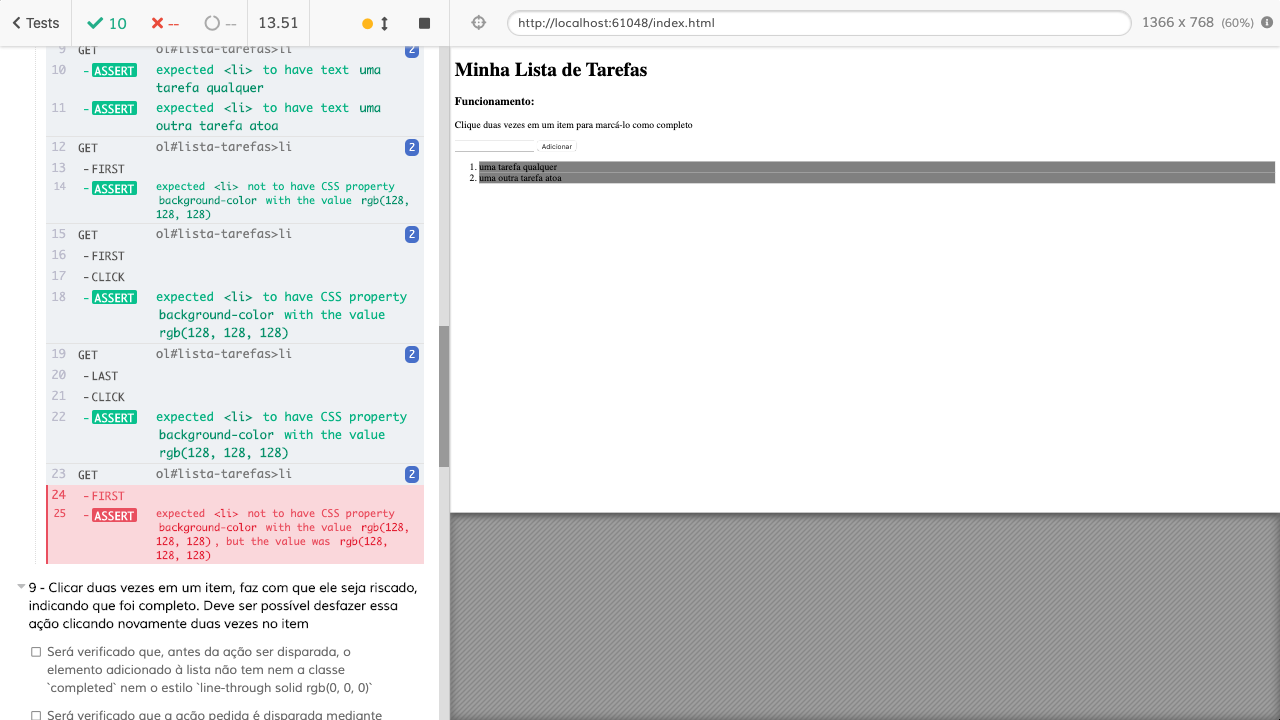 Tests
10
--
--
13.51
http://localhost:61048/index.html
1366 x 768 (60%)
9 GET ol#lista-tarefas>li 2
10 -ASSERT expected <li> to have text uma
tarefa qualquer
11 -ASSERT expected <li> to have text uma
outra tarefa atoa
12 GET ol#lista-tarefas>li 2
13 -FIRST
14 -ASSERT expected <li> not to have CSS property
background-color with the value rgb(128,
128, 128)
15 GET ol#lista-tarefas>li 2
16 -FIRST
17 -CLICK
18 -ASSERT expected <li> to have CSS property
background-color with the value
rgb(128, 128, 128)
19 GET ol#lista-tarefas>li 2
20 -LAST
21 -CLICK
22 -ASSERT expected <li> to have CSS property
background-color with the value
rgb(128, 128, 128)
23 GET ol#lista-tarefas>li 2
24 -FIRST
25 -ASSERT expected <li> not to have CSS property
background-color with the value rgb(128,
128, 128), but the value was rgb(128,
128, 128)
9 - Clicar duas vezes em um item, faz com que ele seja riscado,
indicando que foi completo. Deve ser possível desfazer essa
ação clicando novamente duas vezes no item
Será verificado que, antes da ação ser disparada, o
elemento adicionado à lista não tem nem a classe
`completed` nem o estilo `line-through solid rgb(0, 0, 0)`
Será verificado que a ação pedida é disparada mediante
Minha Lista de Tarefas
Funcionamento:
Clique duas vezes em um item para marcá-lo como completo
Adicionar
1. uma tarefa qualquer
2. uma outra tarefa atoa